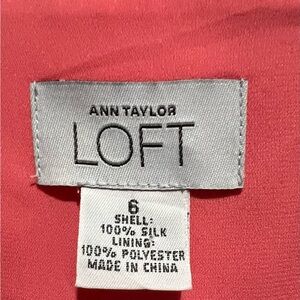 ANN TAYLOR
LOFT
6
SHELL:
100% SILK
LINING:
100% POLYESTER
MADE IN CHINA